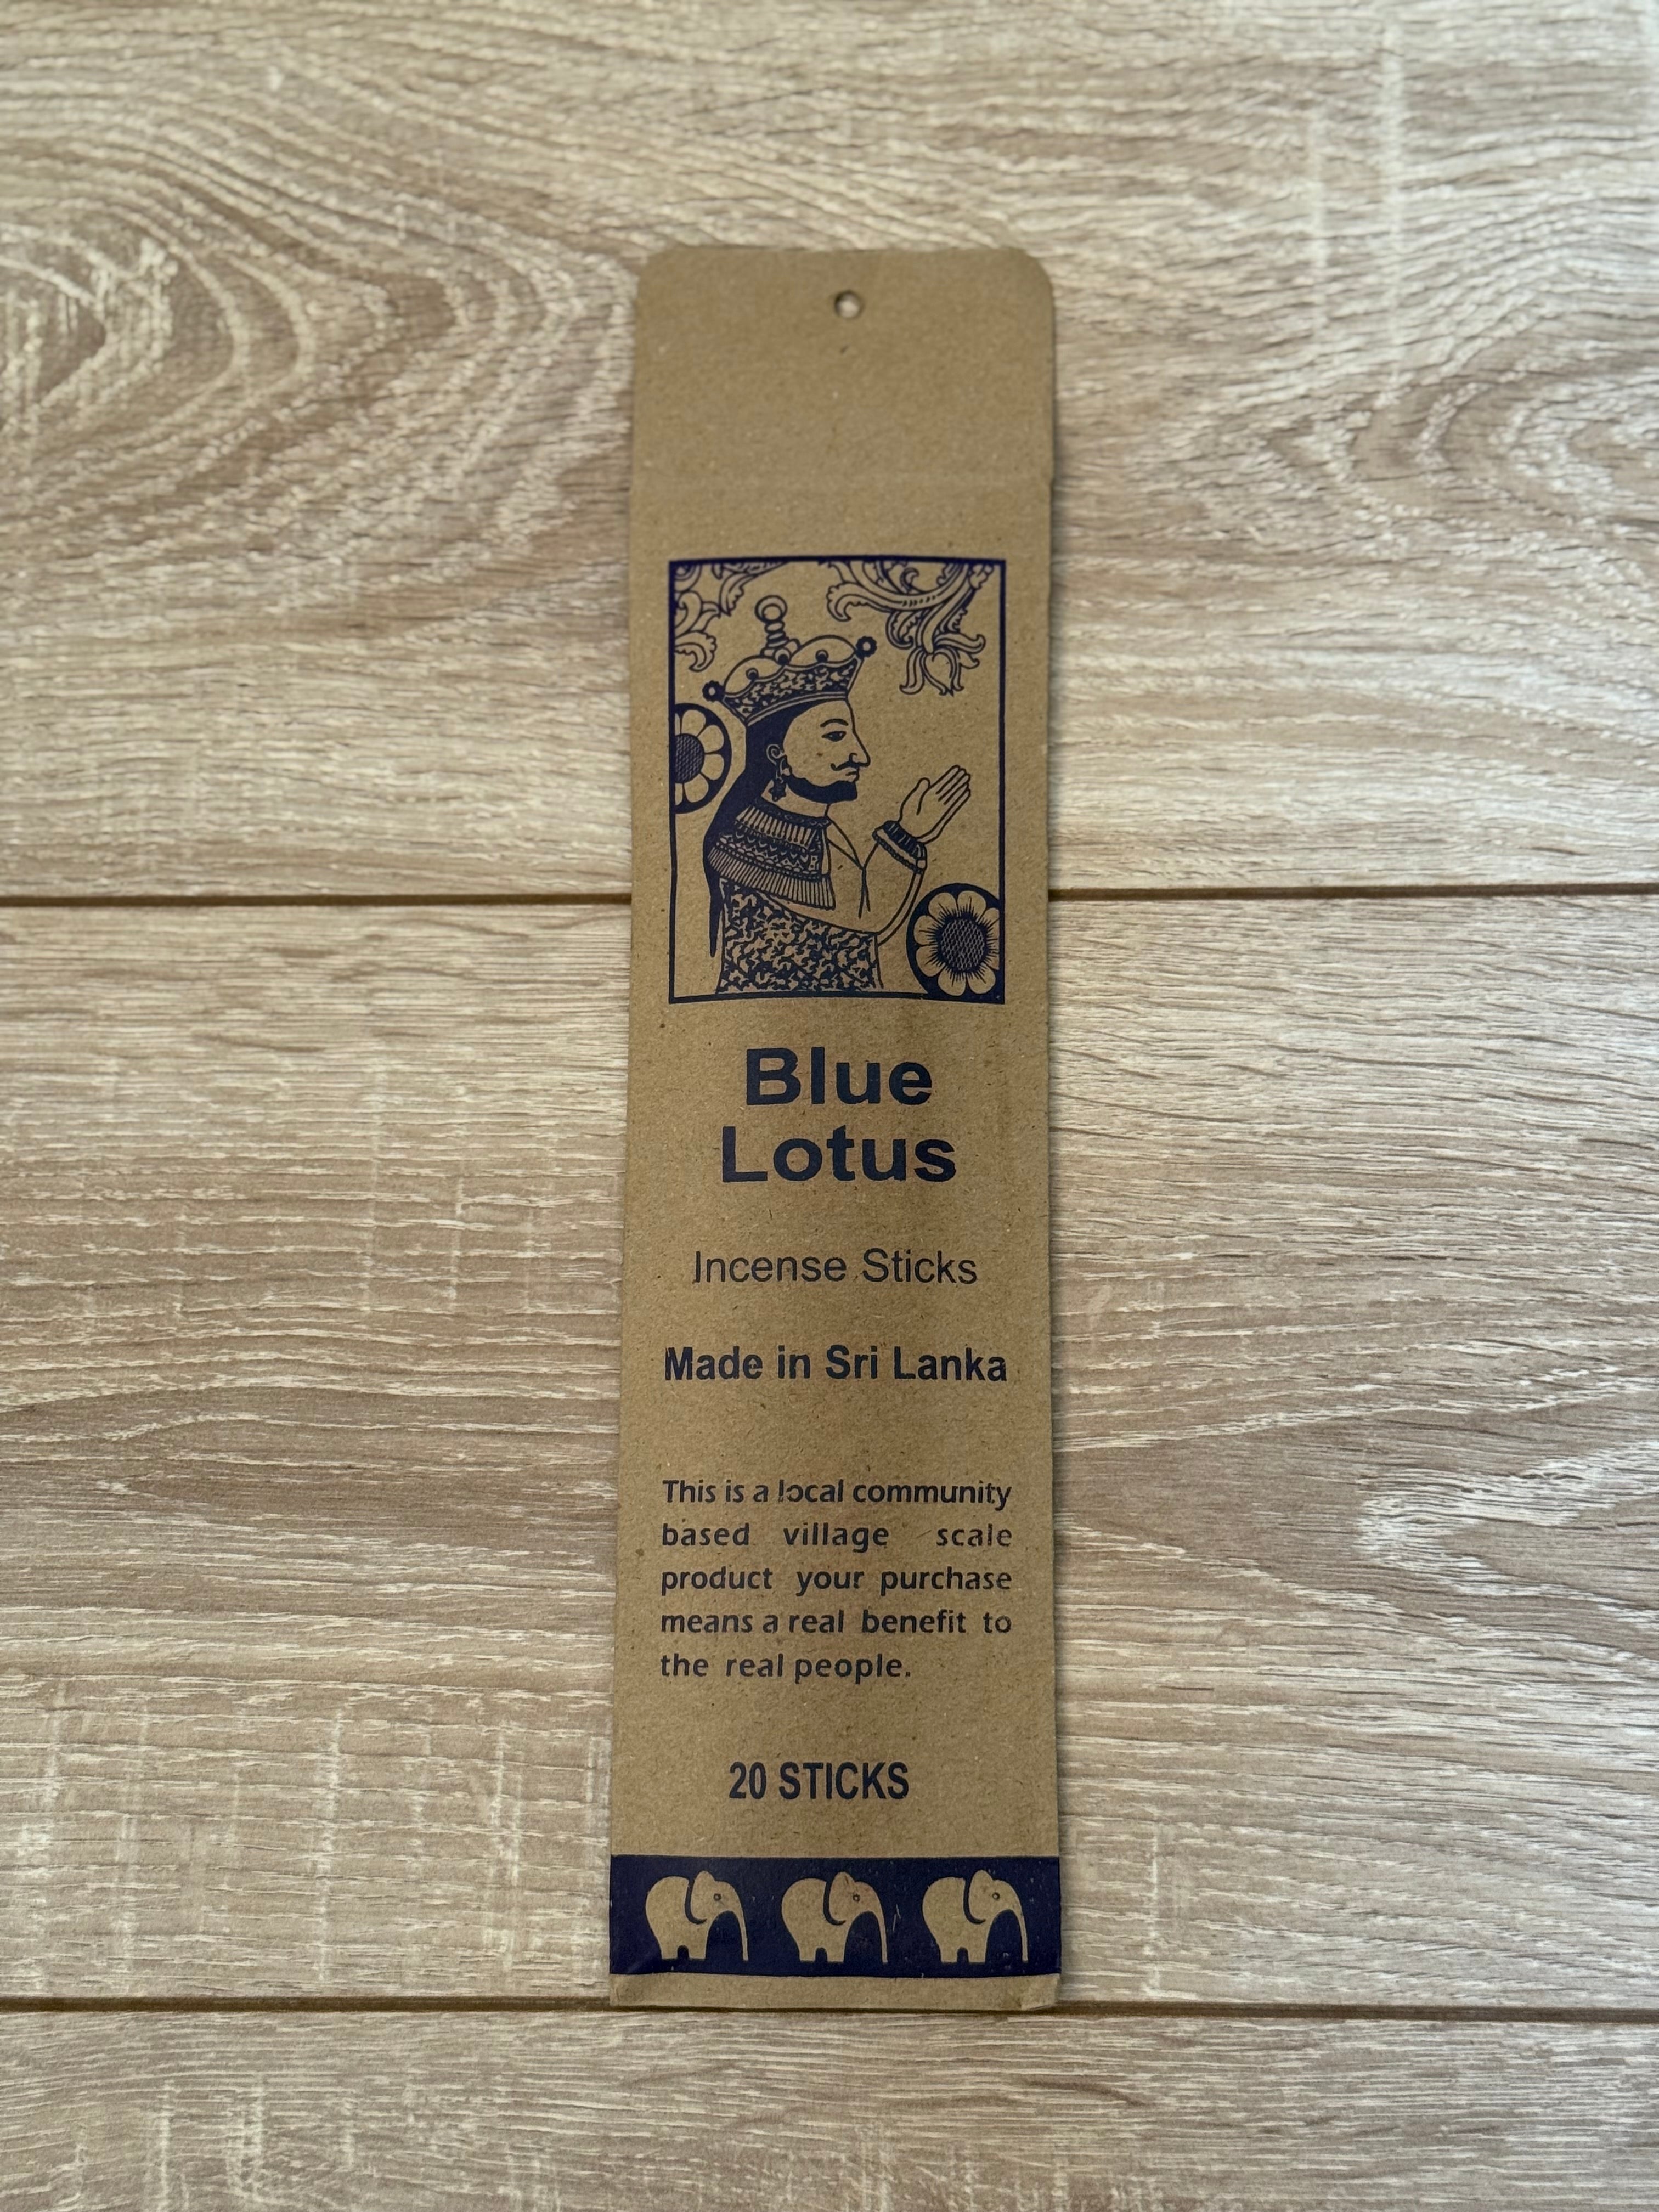 Blue
Lotus
Incense Sticks
Made in Sri Lanka
This is a local community
based village scale
product your purchase
means a real benefit to
the real people.
20 STICKS